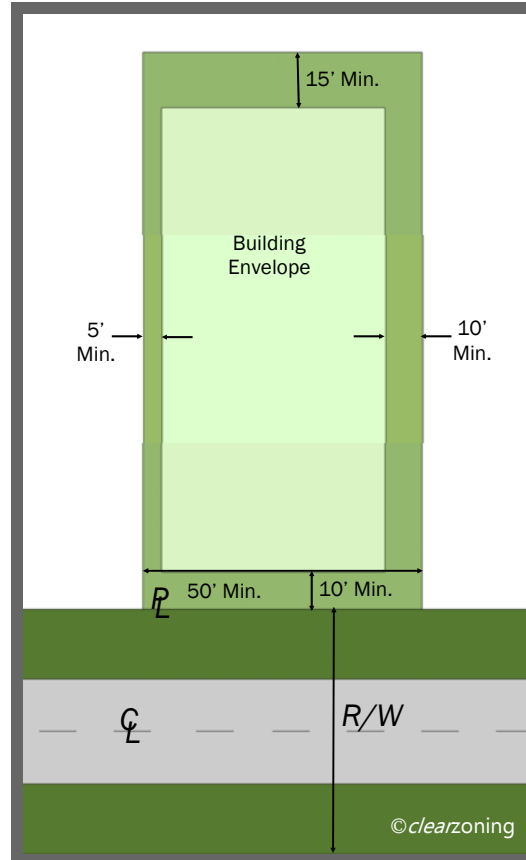 15’ Min.
Building
Envelope
5’
Min.
10’
Min.
PL
50’ Min.
10’ Min.
CL
R/W
©clearzoning